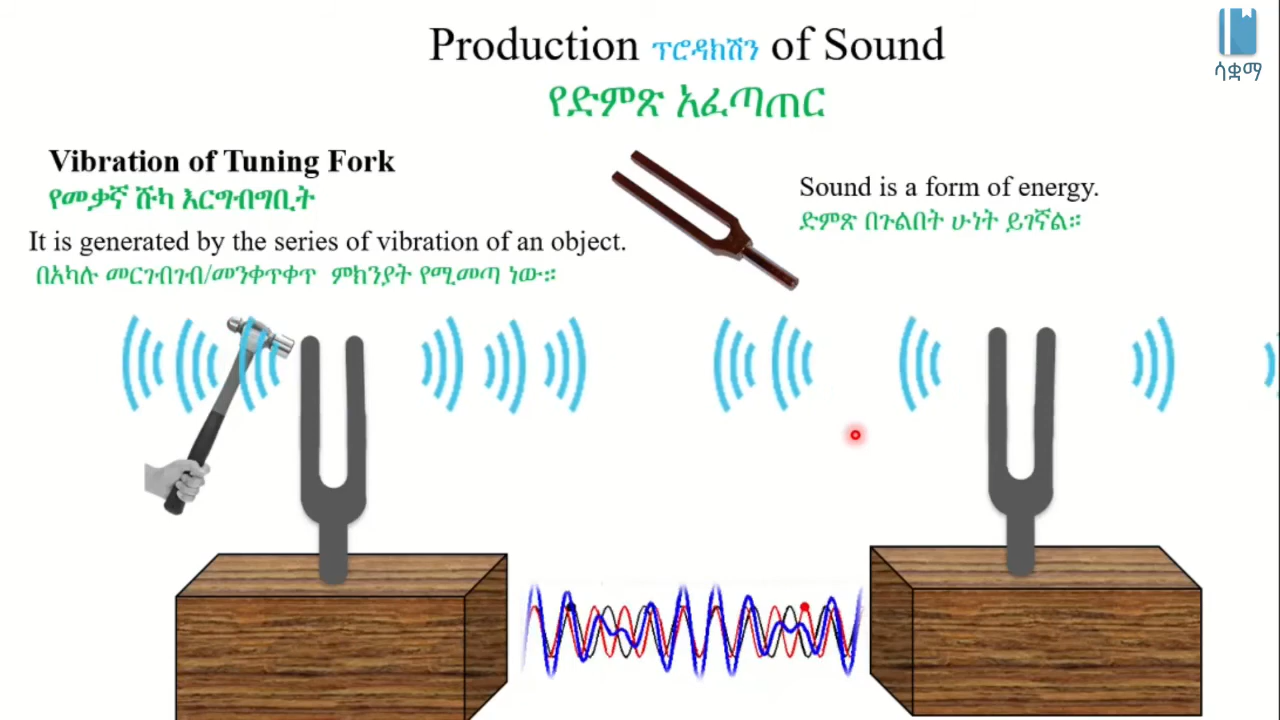 Production ፕሮዳክሽን of Sound
የድምጽ አፈጣጠር
ሳቋማ
Vibration of Tuning Fork
የመቃኛ ሹካ እርግብግቢት
It is generated by the series of vibration of an object.
በአካሉ መርገብገብ/መንቀጥቀጥ ምክንያት የሚመጣ ነው።
Sound is a form of energy.
ድምጽ በጉልበት ሁነት ይገኛል።